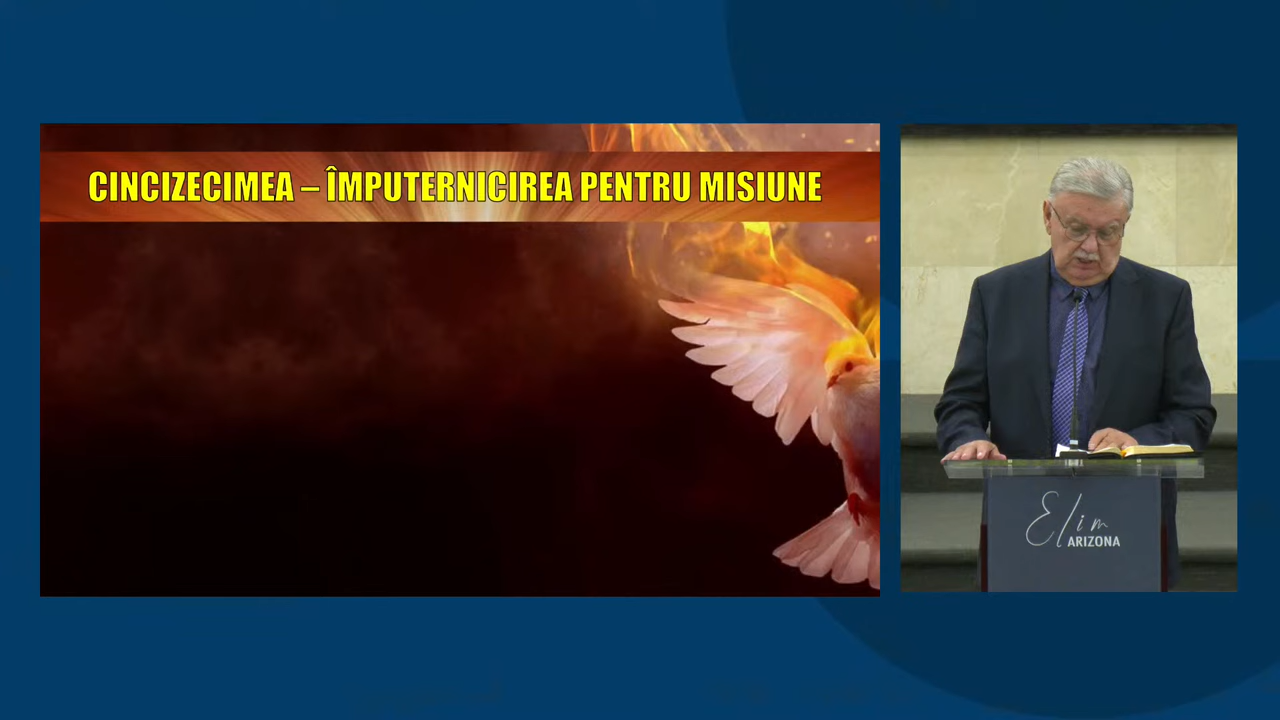 CINCIZECIMEA – ÎMPUTERNICIREA PENTRU MISIUNE
Elim
ARIZONA